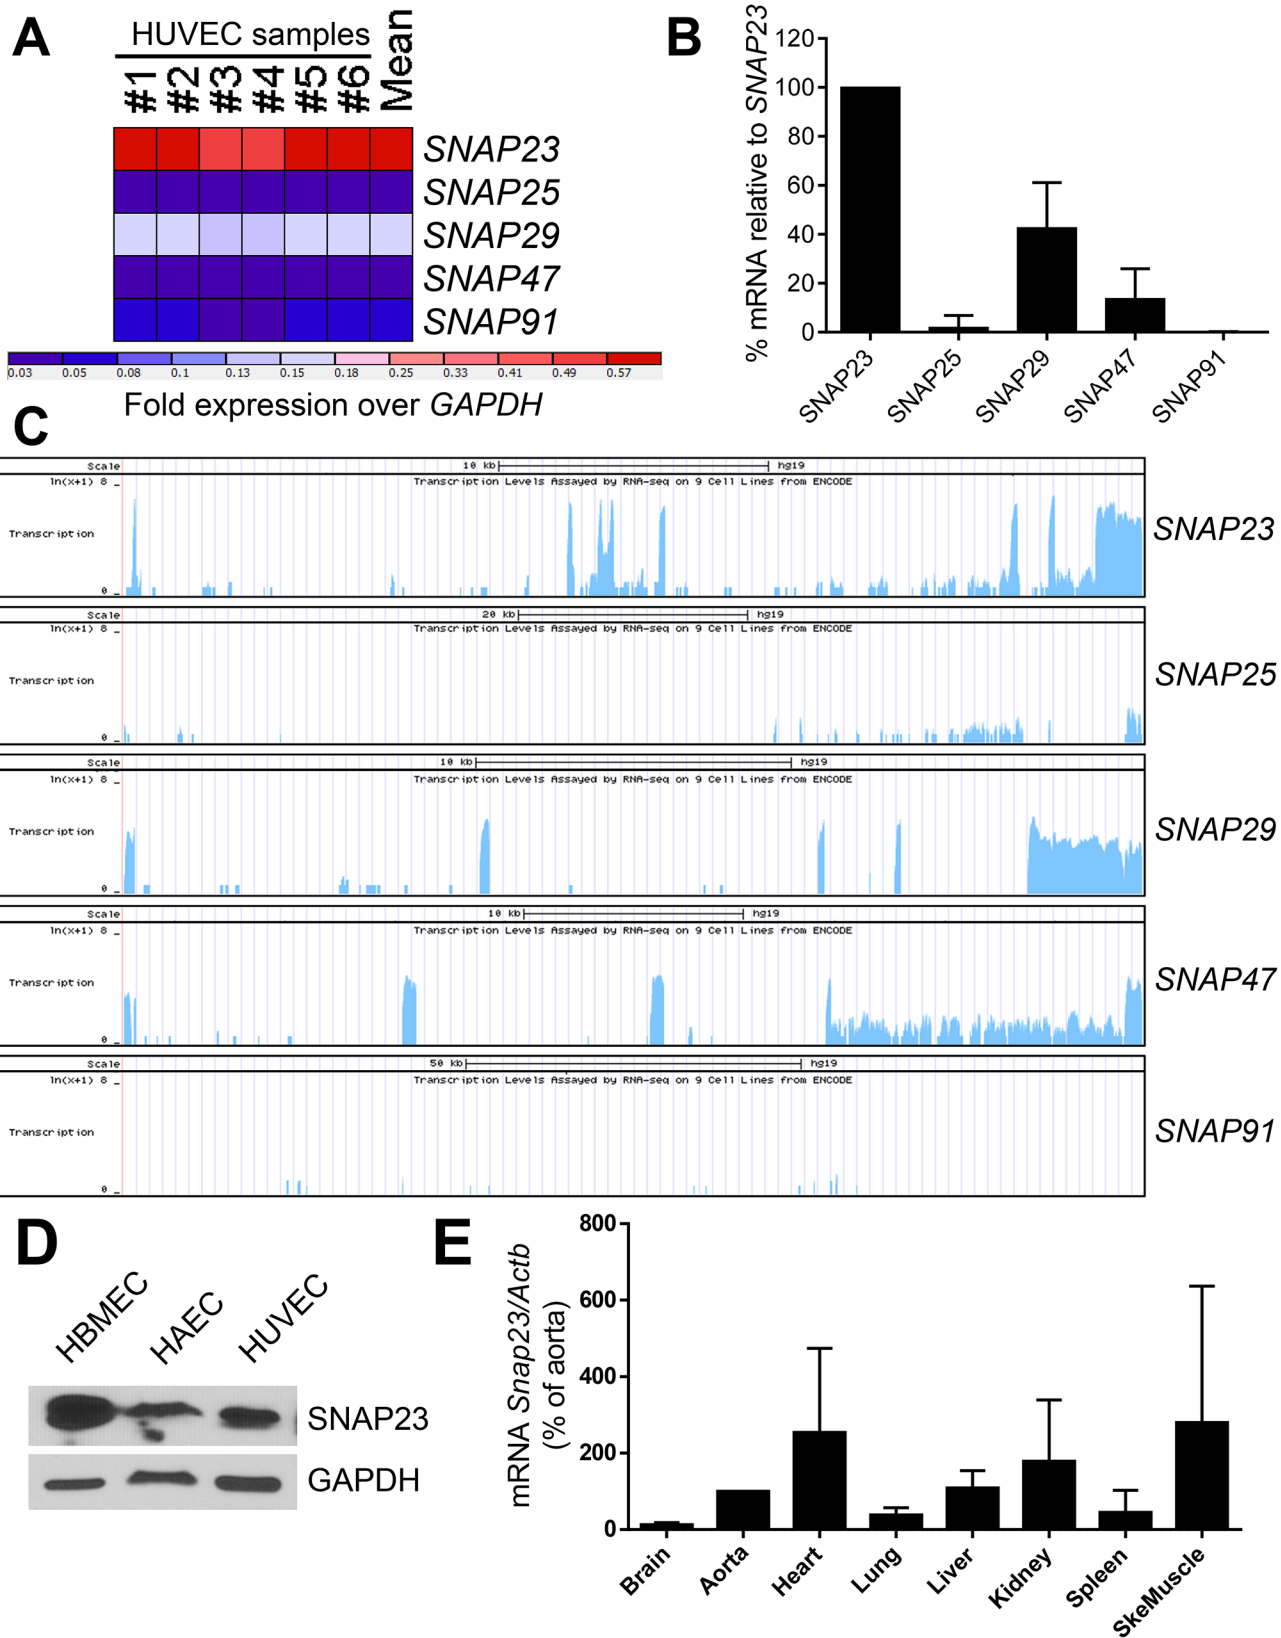 A
HUVEC samples
#1 #2 #3 #4 #5 #6 Mean
SNAP23
SNAP25
SNAP29
SNAP47
SNAP91
0.03 0.05 0.08 0.1 0.13 0.15 0.18 0.25 0.33 0.41 0.49 0.57
Fold expression over GAPDH
B
% mRNA relative to SNAP23
120
100
80
60
40
20
0
SNAP23 SNAP25 SNAP29 SNAP47 SNAP91
C
Scale 10 kb hg19
ln(x+1) 8 Transcription Levels Assayed by RNA-seq on 9 Cell Lines from ENCODE
Transcription
0
SNAP23
Scale 20 kb hg19
ln(x+1) 8 Transcription Levels Assayed by RNA-seq on 9 Cell Lines from ENCODE
Transcription
0
SNAP25
Scale 10 kb hg19
ln(x+1) 8 Transcription Levels Assayed by RNA-seq on 9 Cell Lines from ENCODE
Transcription
0
SNAP29
Scale 10 kb hg19
ln(x+1) 8 Transcription Levels Assayed by RNA-seq on 9 Cell Lines from ENCODE
Transcription
0
SNAP47
Scale 50 kb hg19
ln(x+1) 8 Transcription Levels Assayed by RNA-seq on 9 Cell Lines from ENCODE
Transcription
0
SNAP91
D
HBMEC HAEC HUVEC
SNAP23
GAPDH
E
mRNA Snap23/Actb
(% of aorta)
800
600
400
200
0
Brain Aorta Heart Lung Liver Kidney Spleen SkeMuscle